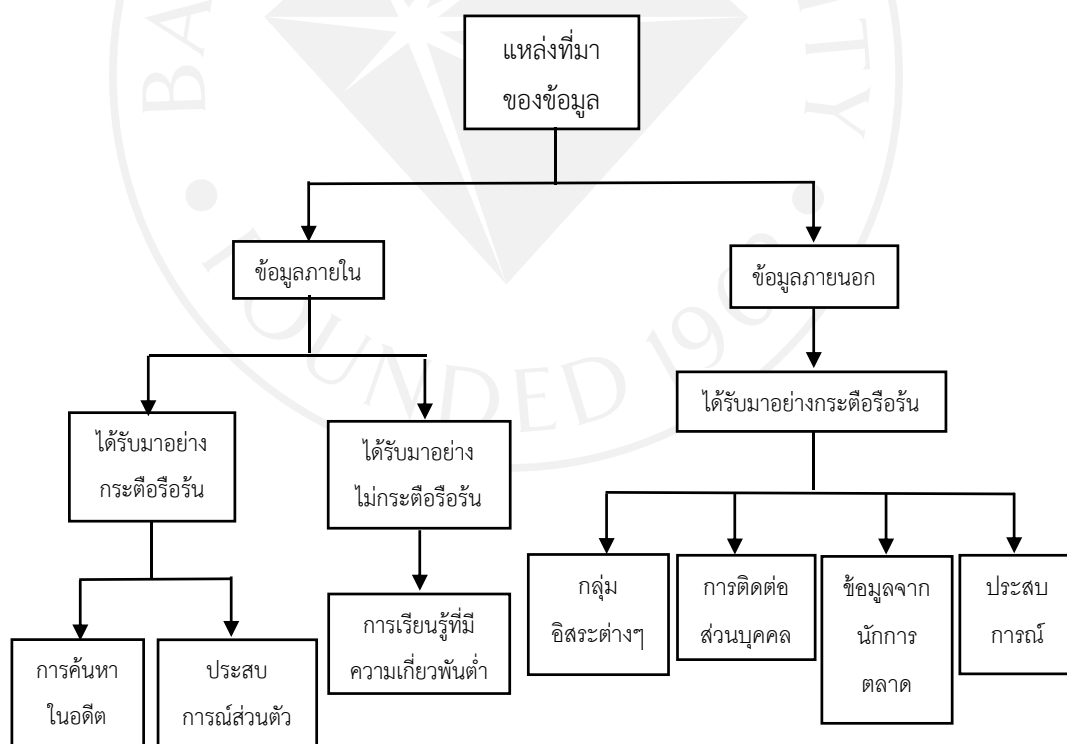 แหล่งที่มา
ของข้อมูล
ข้อมูลภายใน
ข้อมูลภายนอก
ได้รับมาอย่างกระตือรือร้น
ได้รับมาอย่าง
กระตือรือร้น
ได้รับมาอย่าง
ไม่กระตือรือร้น
กลุ่ม
อิสระต่างๆ
การติดต่อ
ส่วนบุคคล
ข้อมูลจาก
นักการ
ตลาด
ประสบ
การณ์
การเรียนรู้ที่มี
ความเกี่ยวพันต่ำ
การค้นหา
ในอดีต
ประสบ
การณ์ส่วนตัว
FOUNDED 19